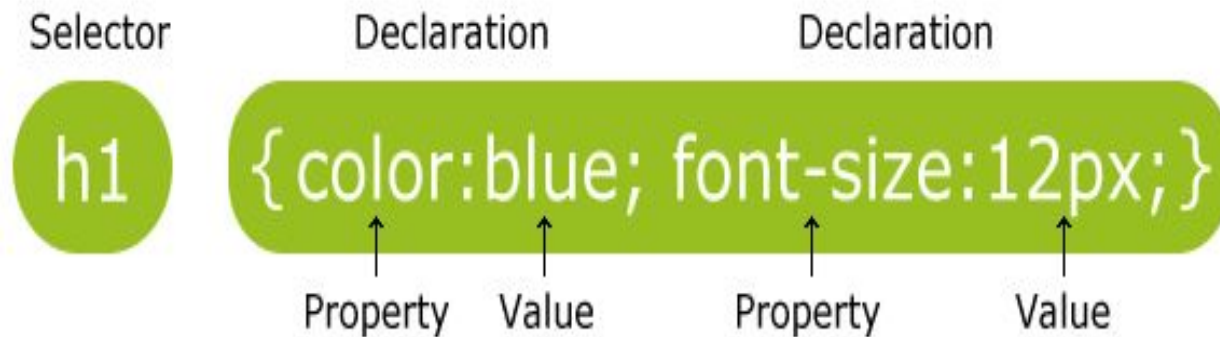 Selector Declaration Declaration
h1 {color:blue; font-size:12px;}
Property Value Property Value